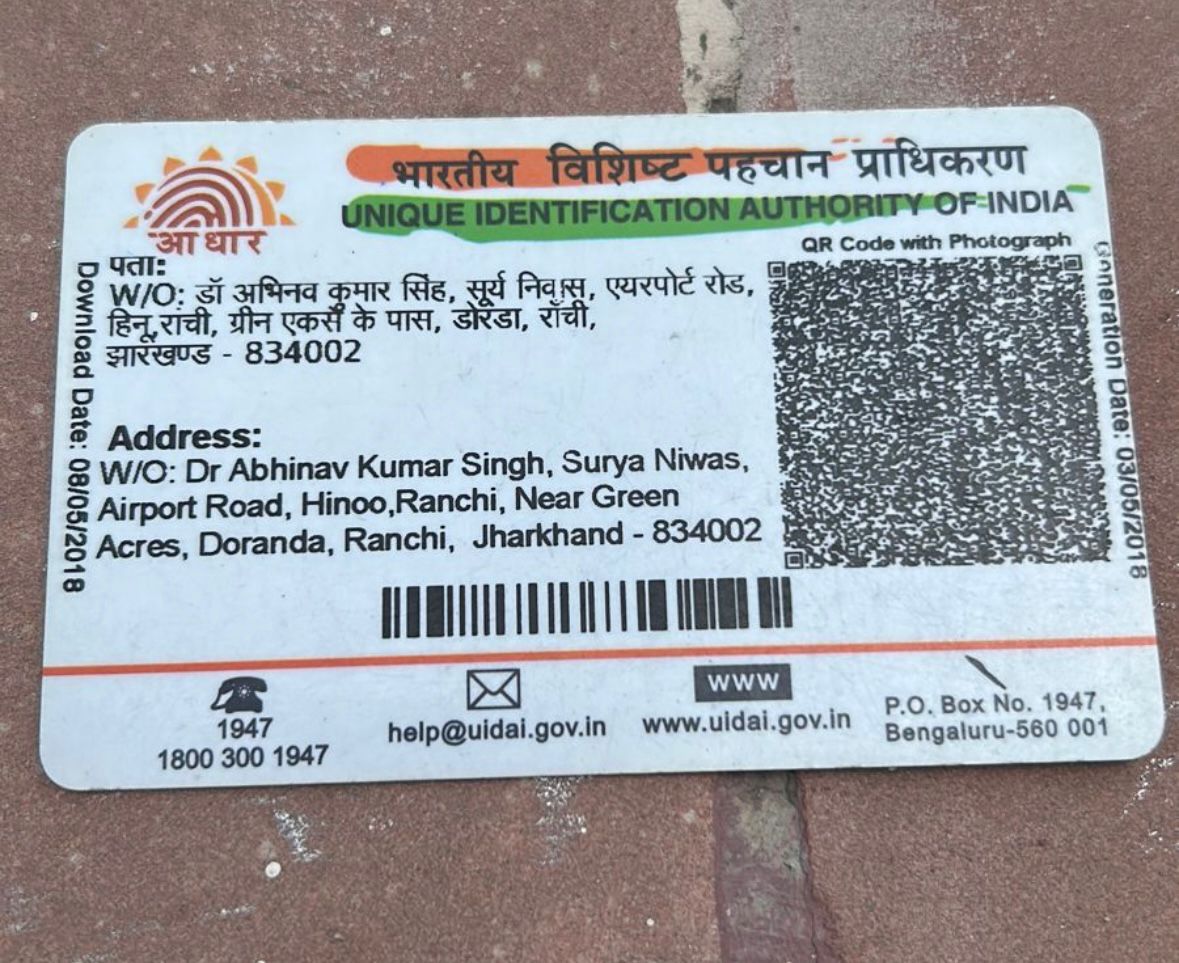 आधार
भारतीय विशिष्ट पहचान प्राधिकरण
UNIQUE IDENTIFICATION AUTHORITY OF INDIA
QR Code with Photograph
पता:
W/O: डॉ अभिनव कुमार सिंह, सूर्य निवास, एयरपोर्ट रोड,
हिनू,रांची, ग्रीन एकर्स के पास, डोरंडा, राँची,
झारखण्ड - 834002
Address:
W/O: Dr Abhinav Kumar Singh, Surya Niwas,
Airport Road, Hinoo,Ranchi, Near Green
Acres, Doranda, Ranchi, Jharkhand - 834002
Download Date: 08/05/2018
Generation Date: 03/05/2018
1947
1800 300 1947
help@uidai.gov.in
www
www.uidai.gov.in
P.O. Box No. 1947,
Bengaluru-560 001